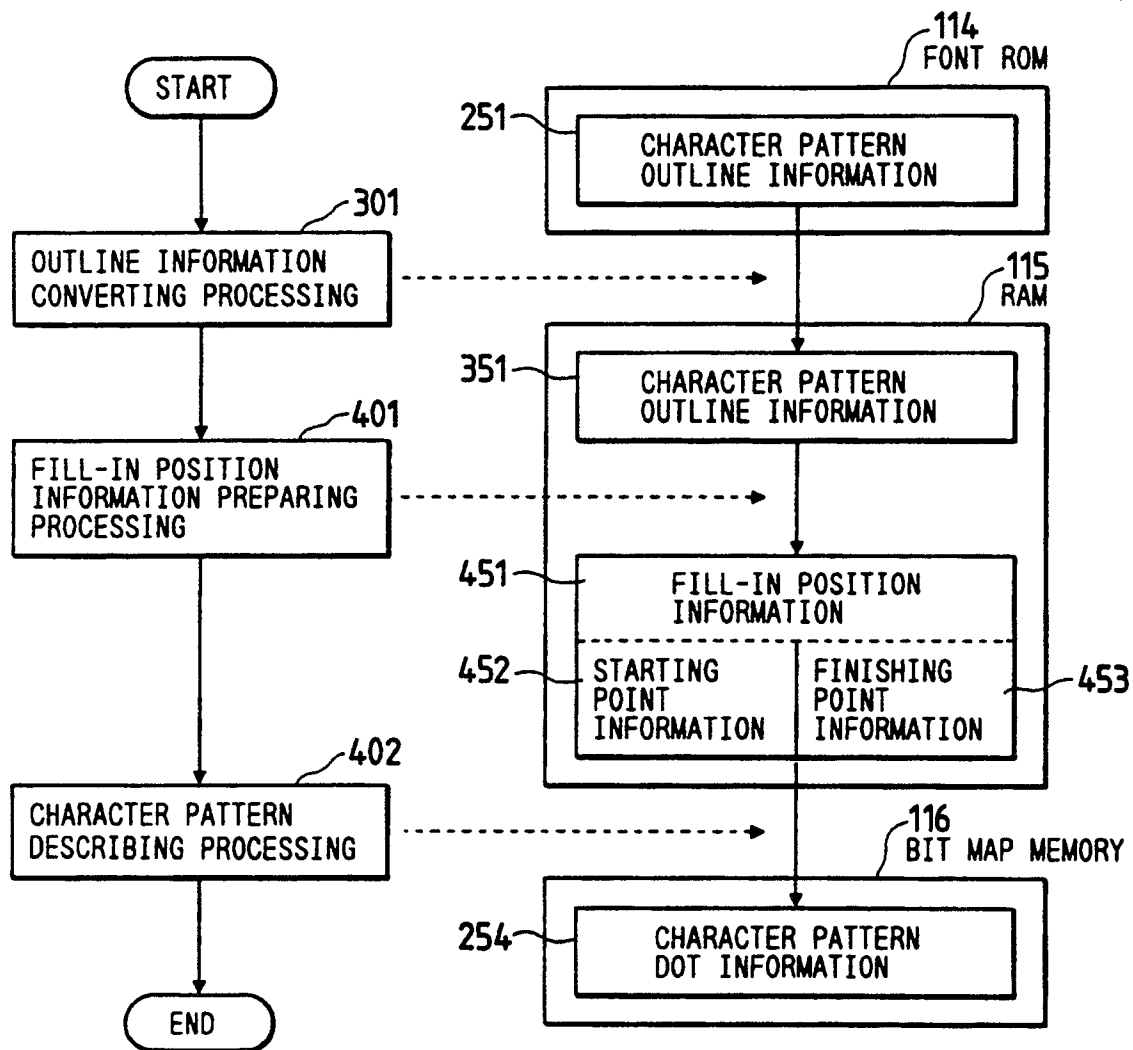 START
301
OUTLINE INFORMATION
CONVERTING PROCESSING
401
FILL-IN POSITION
INFORMATION PREPARING
PROCESSING
402
CHARACTER PATTERN
DESCRIBING PROCESSING
END
114
FONT ROM
251
CHARACTER PATTERN
OUTLINE INFORMATION
115
RAM
351
CHARACTER PATTERN
OUTLINE INFORMATION
451
FILL-IN POSITION
INFORMATION
452
STARTING
POINT
INFORMATION
FINISHING
POINT
INFORMATION
453
116
BIT MAP MEMORY
254
CHARACTER PATTERN
DOT INFORMATION